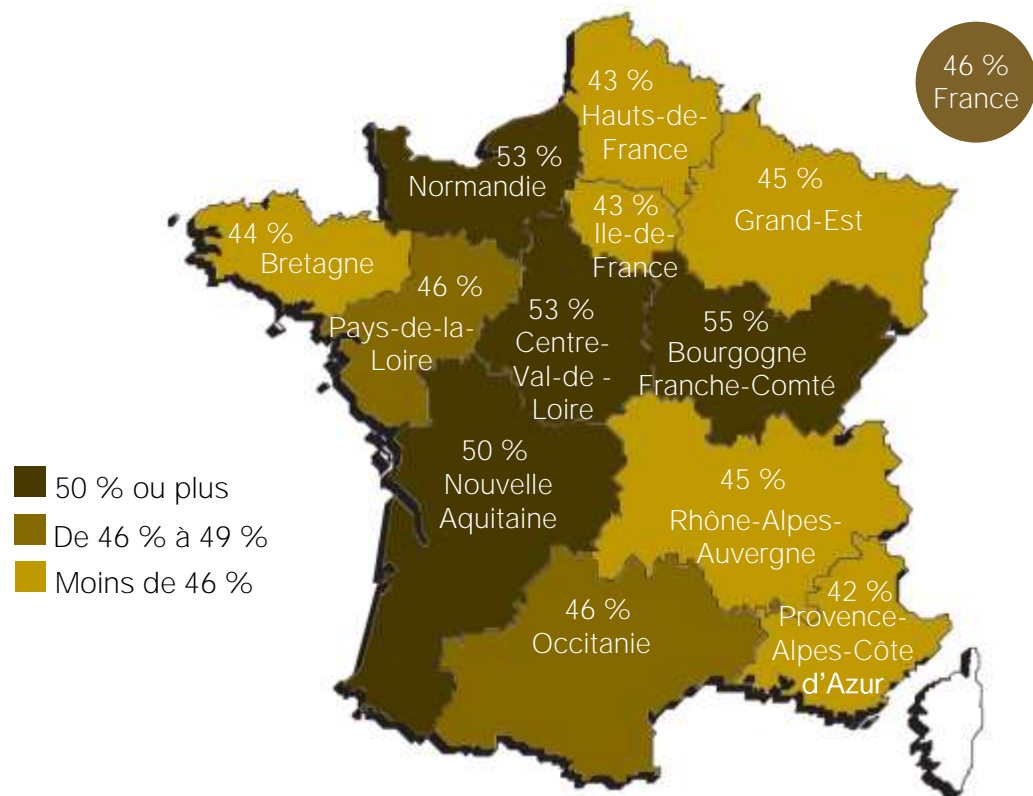 46 %
France
43 %
Hauts-de-
France
53 %
Normandie
45 %
Grand-Est
43 %
Ile-de-
France
44 %
Bretagne
46 %
Pays-de-la-
Loire
53 %
Centre-
Val-de -
Loire
55 %
Bourgogne
Franche-Comté
50 %
Nouvelle
Aquitaine
45 %
Rhône-Alpes-
Auvergne
46 %
Occitanie
42 %
Provence-
Alpes-Côte
d'Azur
50 % ou plus
De 46 % à 49 %
Moins de 46 %